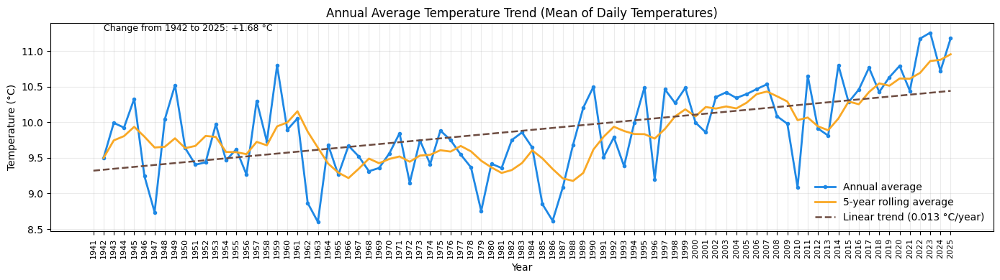 Annual Average Temperature Trend (Mean of Daily Temperatures)
Change from 1942 to 2025: +1.68 °C
Temperature (°C)
11.0
10.5
10.0
9.5
9.0
8.5
Annual average
5-year rolling average
Linear trend (0.013 °C/year)
1941 1942 1943 1944 1945 1946 1947 1948 1949 1950 1951 1952 1953 1954 1955 1956 1957 1958 1959 1960 1961 1962 1963 1964 1965 1966 1967 1968 1969 1970 1971 1972 1973 1974 1975 1976 1977 1978 1979 1980 1981 1982 1983 1984 1985 1986 1987 1988 1989 1990 1991 1992 1993 1994 1995 1996 1997 1998 1999 2000 2001 2002 2003 2004 2005 2006 2007 2008 2009 2010 2011 2012 2013 2014 2015 2016 2017 2018 2019 2020 2021 2022 2023 2024 2025
Year